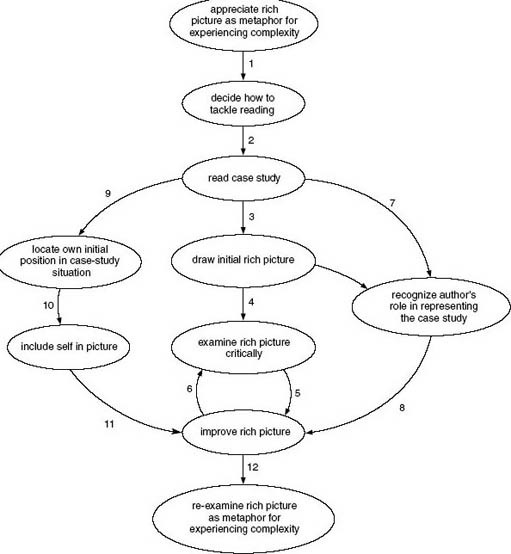 appreciate rich
picture as metaphor for
experiencing complexity
1
decide how to
tackle reading
2
read case study
9
7
3
locate own initial
position in case-study
situation
draw initial rich picture
recognize author's
role in representing
the case study
10
4
include self in picture
examine rich picture
critically
6
5
8
11
improve rich picture
12
re-examine rich picture
as metaphor for
experiencing complexity